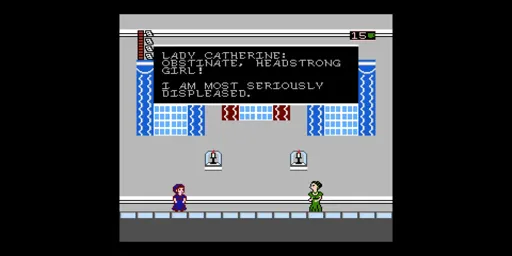 15
LADY CATHERINE:
OBSTINATE, HEADSTRONG
GIRL!
I AM MOST SERIOUSLY
DISPLEASED.